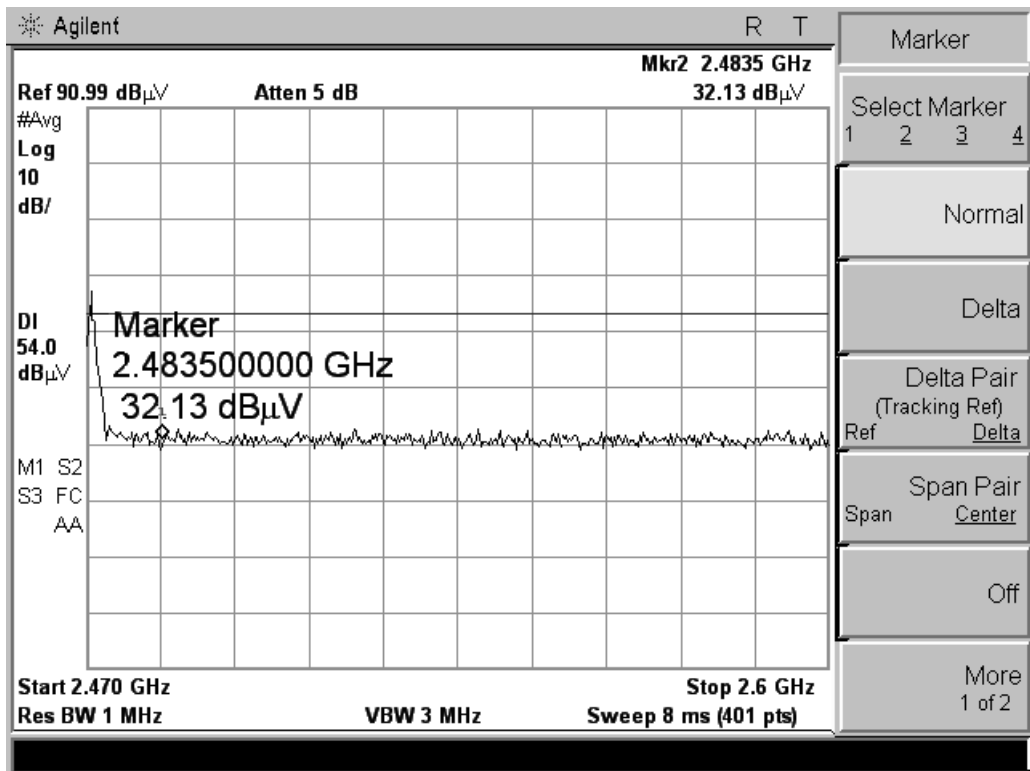 Agilent R T
Mkr2 2.4835 GHz
Ref 90.99 dBµV Atten 5 dB 32.13 dBµV
#Avg
Log
10
dB/
DI
54.0
dBµV
Marker
2.483500000 GHz
32.13 dBµV
M1 S2
S3 FC
AA
Start 2.470 GHz Stop 2.6 GHz
Res BW 1 MHz VBW 3 MHz Sweep 8 ms (401 pts)
Marker
Select Marker
1 2 3 4
Normal
Delta
Delta Pair
(Tracking Ref)
Ref Delta
Span Pair
Span Center
Off
More
1 of 2